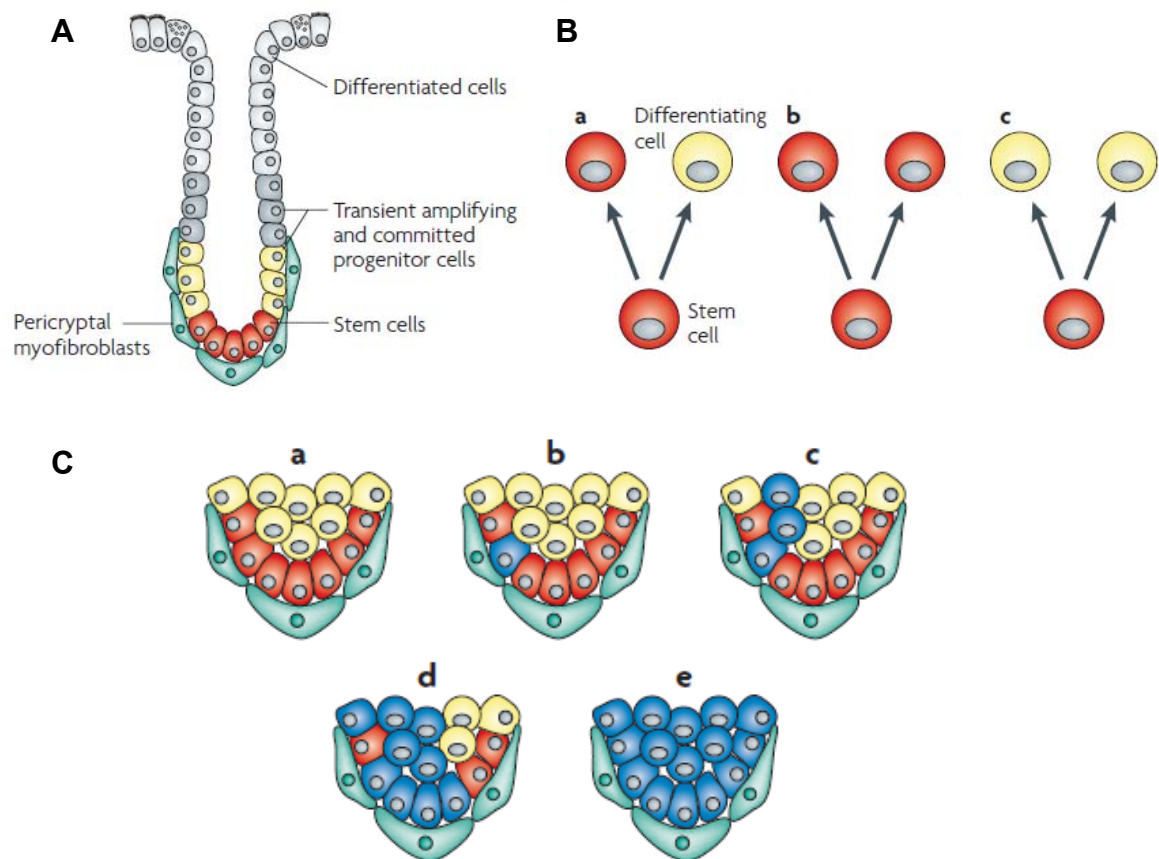 A
Differentiated cells
Transient amplifying
and committed
progenitor cells
Pericryptal
myofibroblasts
Stem cells
B
a
Differentiating
cell
b
c
Stem
cell
C
a
b
c
d
e